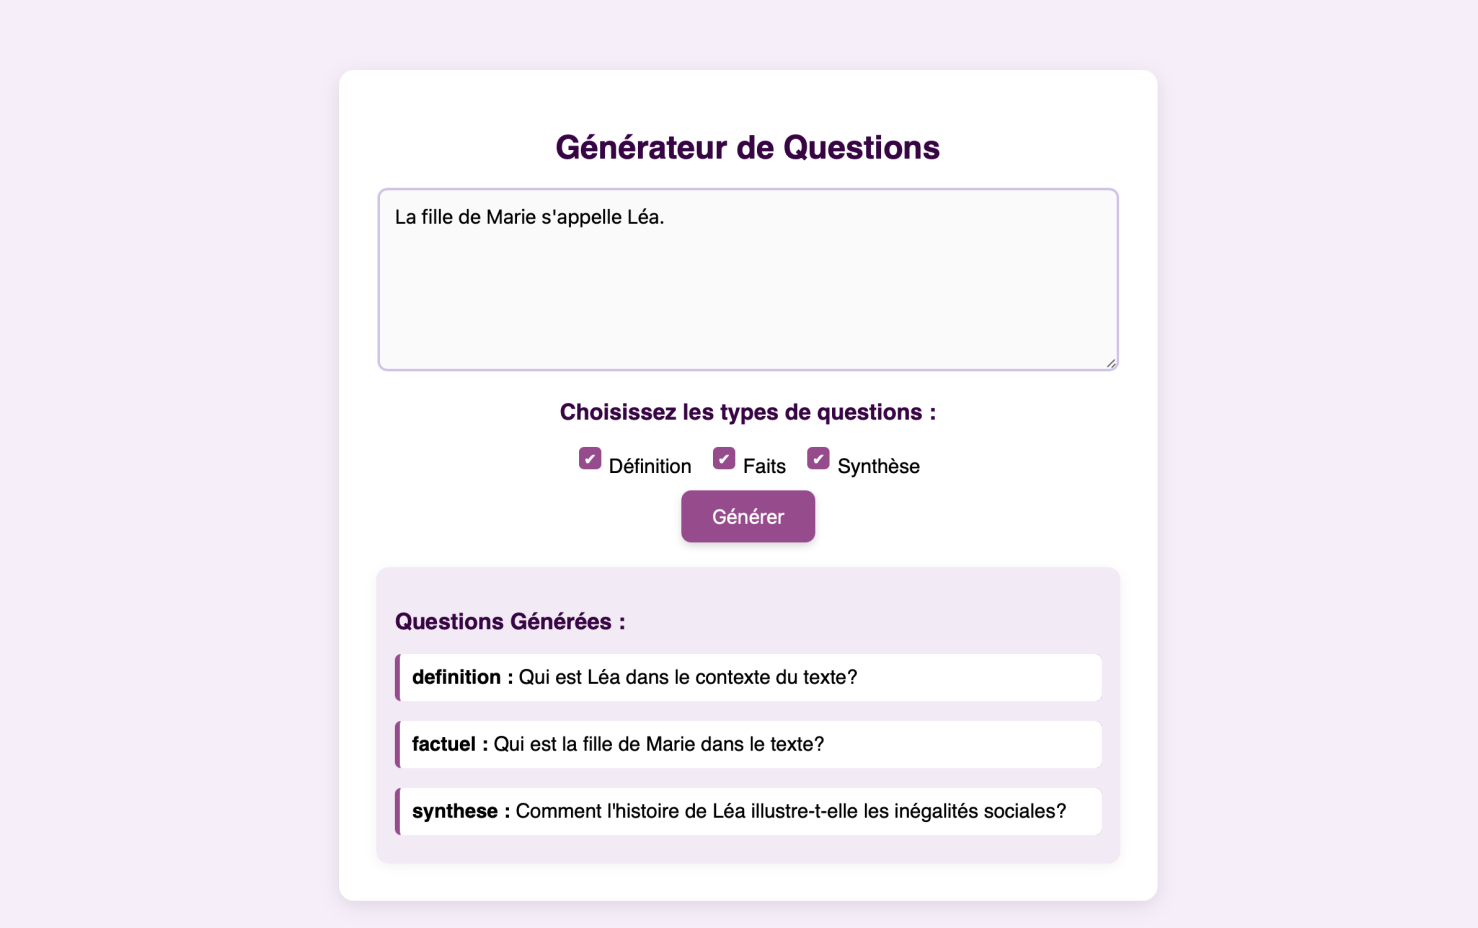 Générateur de Questions
La fille de Marie s'appelle Léa.
Choisissez les types de questions :
Définition Faits Synthèse
Générer
Questions Générées :
definition : Qui est Léa dans le contexte du texte?
factuel : Qui est la fille de Marie dans le texte?
synthese : Comment l'histoire de Léa illustre-t-elle les inégalités sociales?